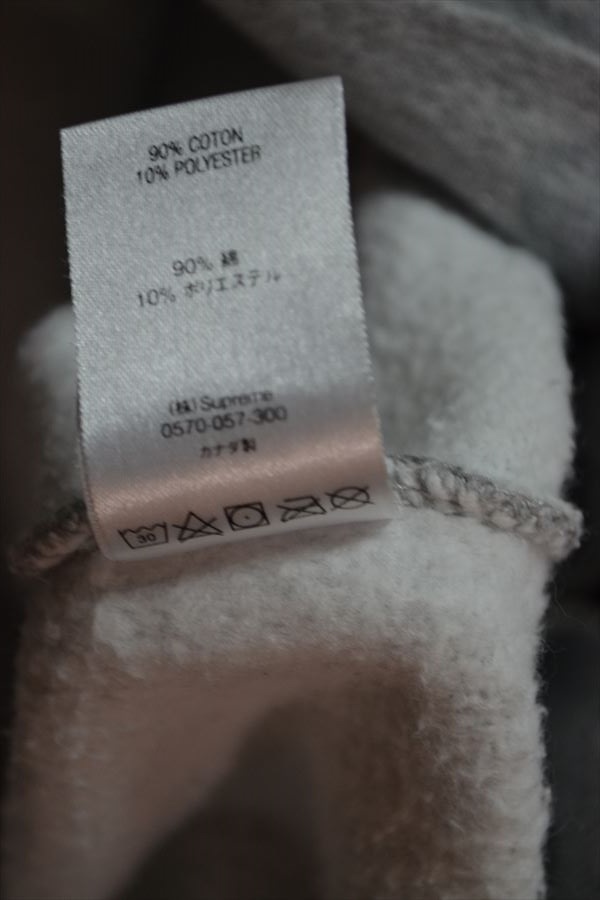 90% COTON
10% POLYESTER
90% 綿
10% ポリエステル
(株)Supreme
0570-057-300
カナダ製
30